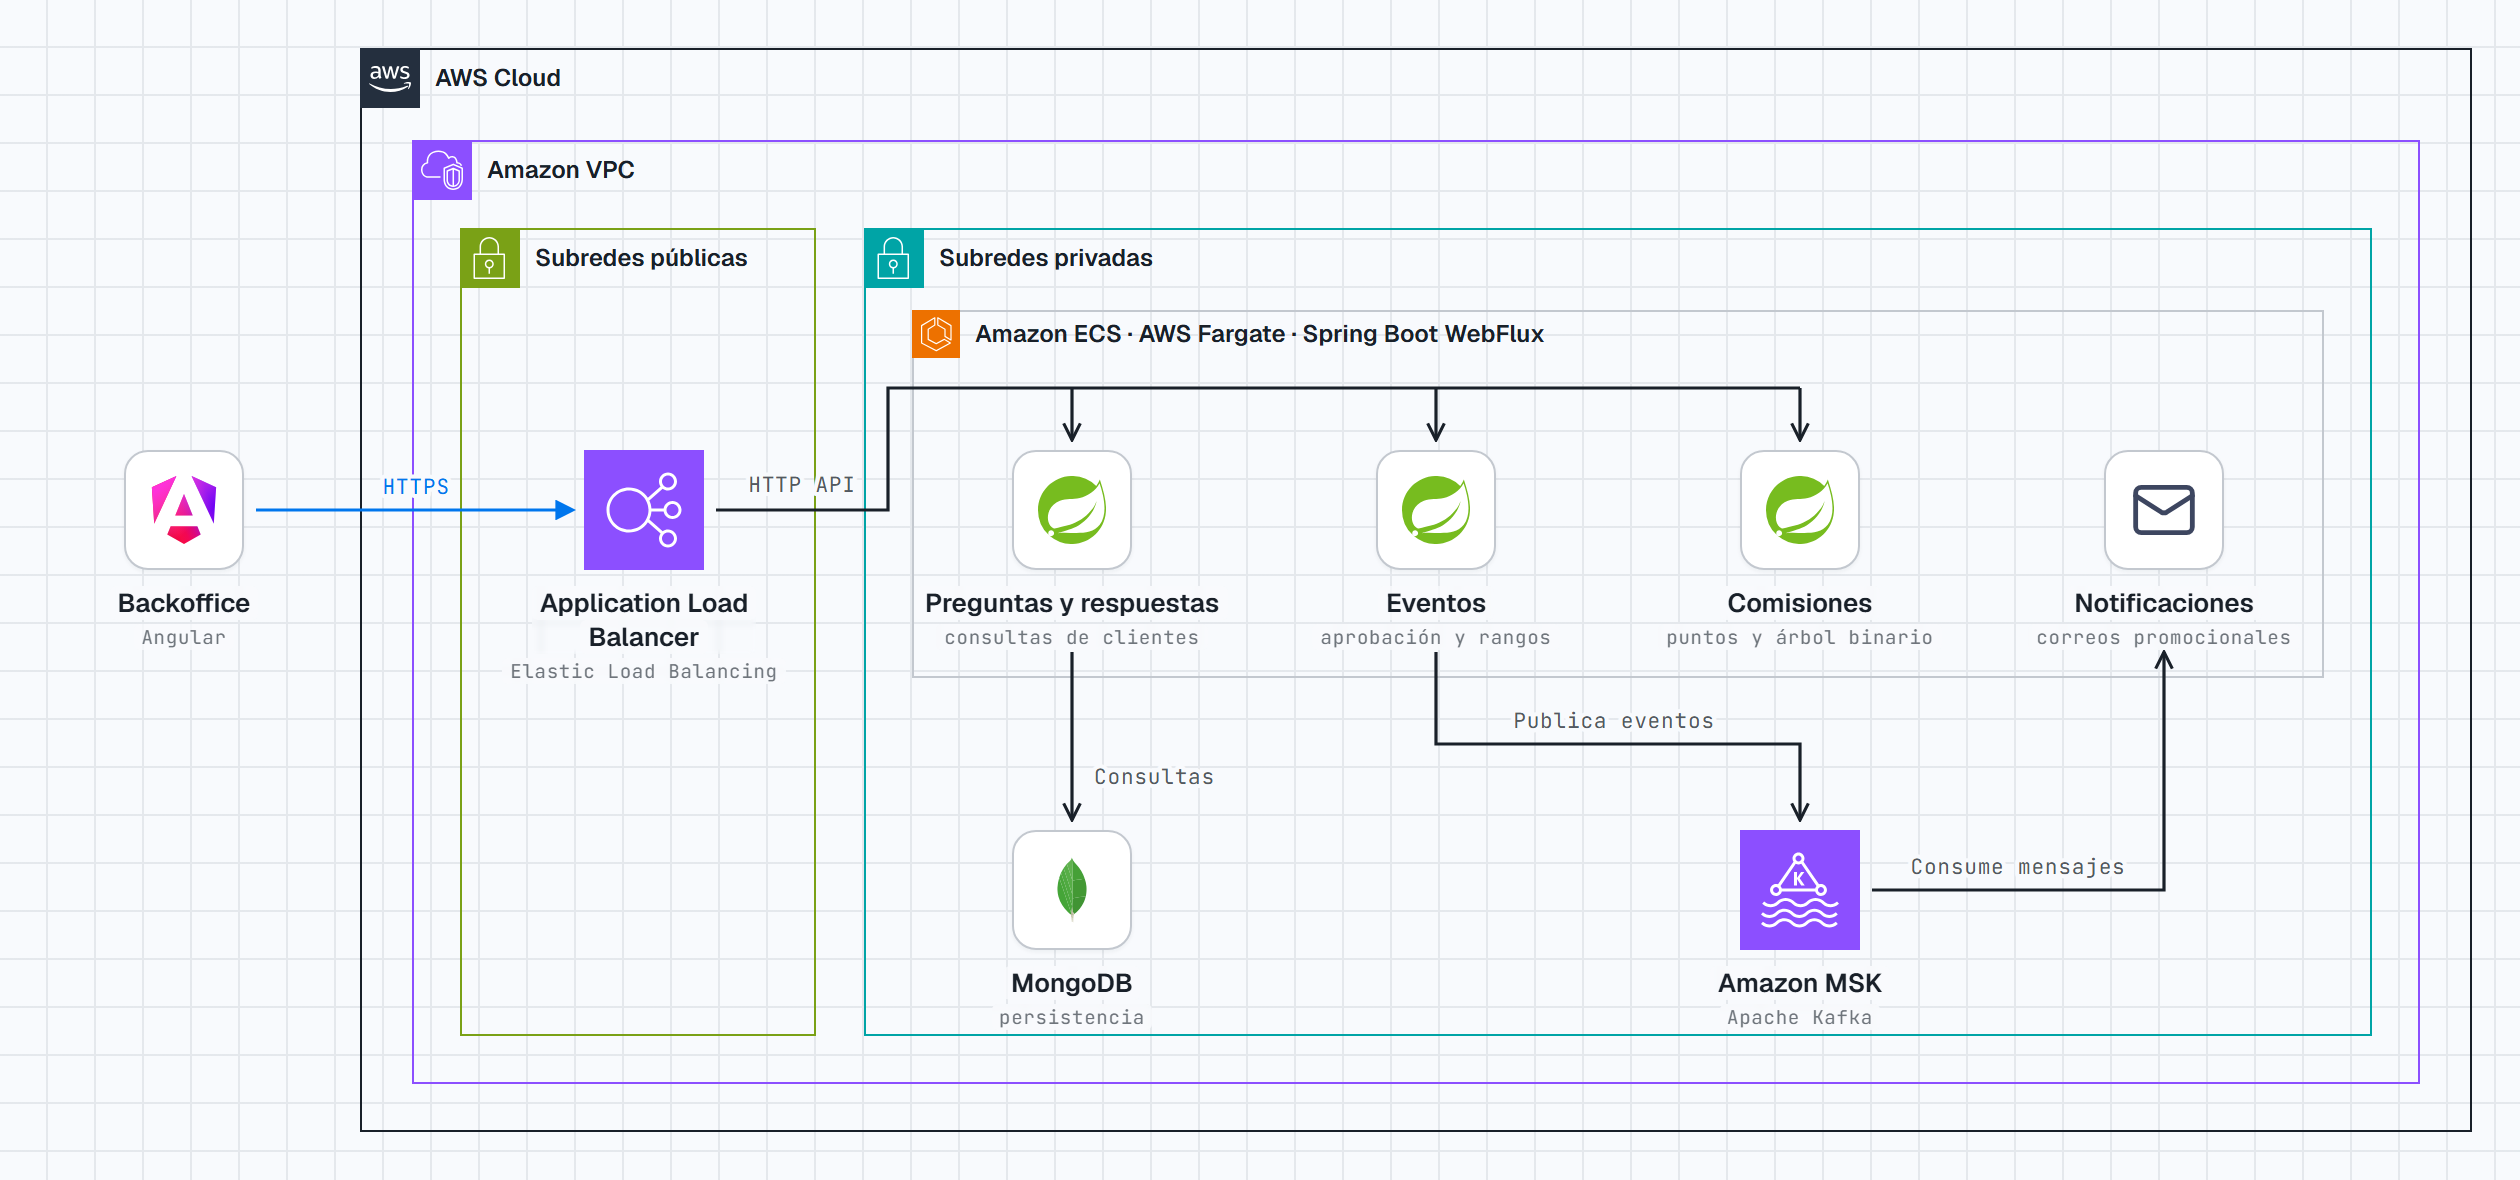 aws
AWS Cloud
Amazon VPC
Subredes públicas
Subredes privadas
Amazon ECS · AWS Fargate · Spring Boot WebFlux
HTTPS
HTTP API
Backoffice
Angular
Application Load
Balancer
Elastic Load Balancing
Preguntas y respuestas
consultas de clientes
Eventos
aprobación y rangos
Comisiones
puntos y árbol binario
Notificaciones
correos promocionales
Publica eventos
Consultas
Consume mensajes
K
MongoDB
persistencia
Amazon MSK
Apache Kafka